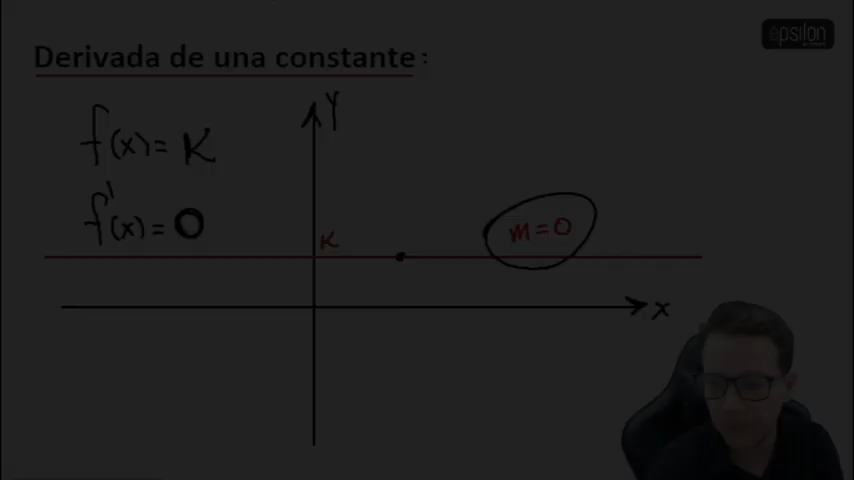 epsilon
Derivada de una constante:
Y
f(x) = K
f'(x) = 0
K
m = 0
X